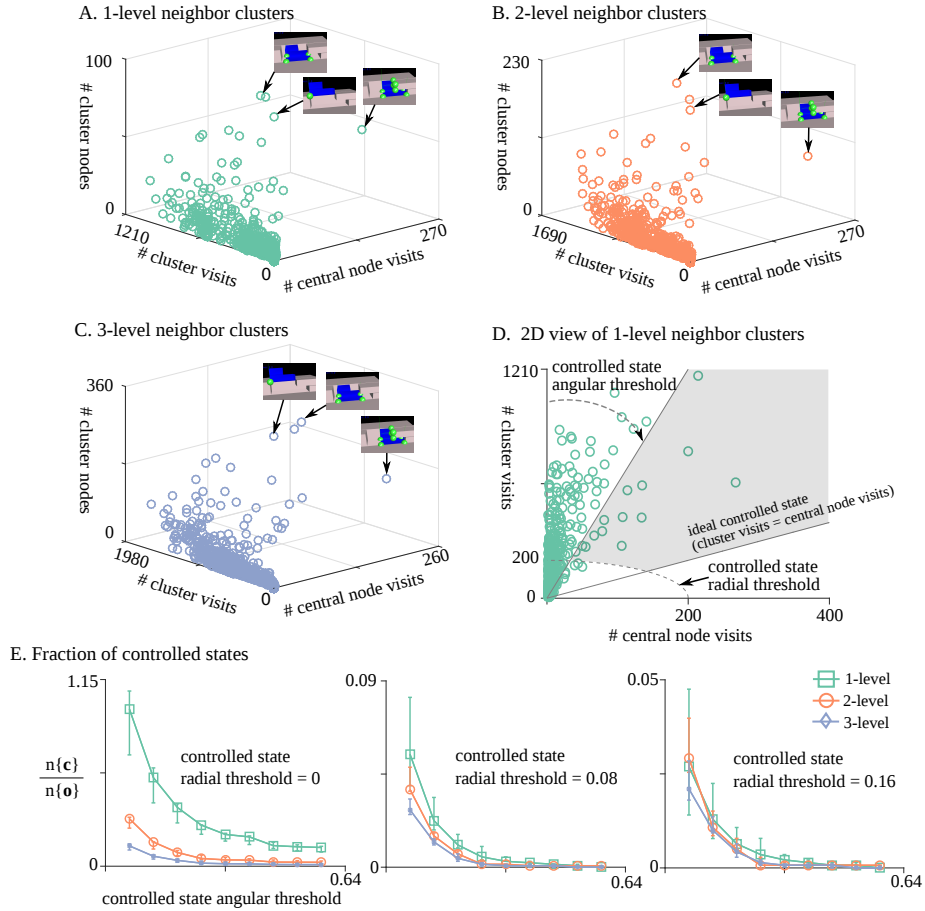 A. 1-level neighbor clusters
100
# cluster nodes
0
1210
# cluster visits
0
# central node visits
270
B. 2-level neighbor clusters
230
# cluster nodes
0
1690
# cluster visits
0
# central node visits
270
C. 3-level neighbor clusters
360
# cluster nodes
0
1980
# cluster visits
0
# central node visits
260
D. 2D view of 1-level neighbor clusters
1210
controlled state
angular threshold
# cluster visits
200
0
ideal controlled state
(cluster visits = central node visits)
controlled state
radial threshold
200
400
# central node visits
E. Fraction of controlled states
1.15
n{c}
n{o}
0
controlled state
radial threshold = 0
0.64
controlled state angular threshold
0.09
controlled state
radial threshold = 0.08
0
0.64
0.05
1-level
2-level
3-level
controlled state
radial threshold = 0.16
0
0.64